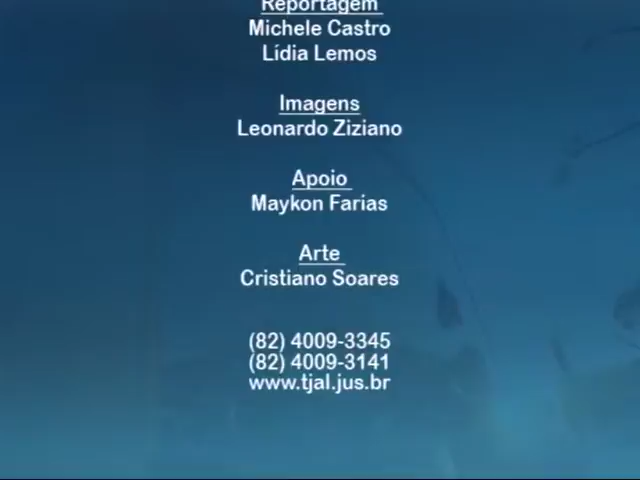 Reportagem
Michele Castro
Lídia Lemos
Imagens
Leonardo Ziziano
Apoio
Maykon Farias
Arte
Cristiano Soares
(82) 4009-3345
(82) 4009-3141
www.tjal.jus.br